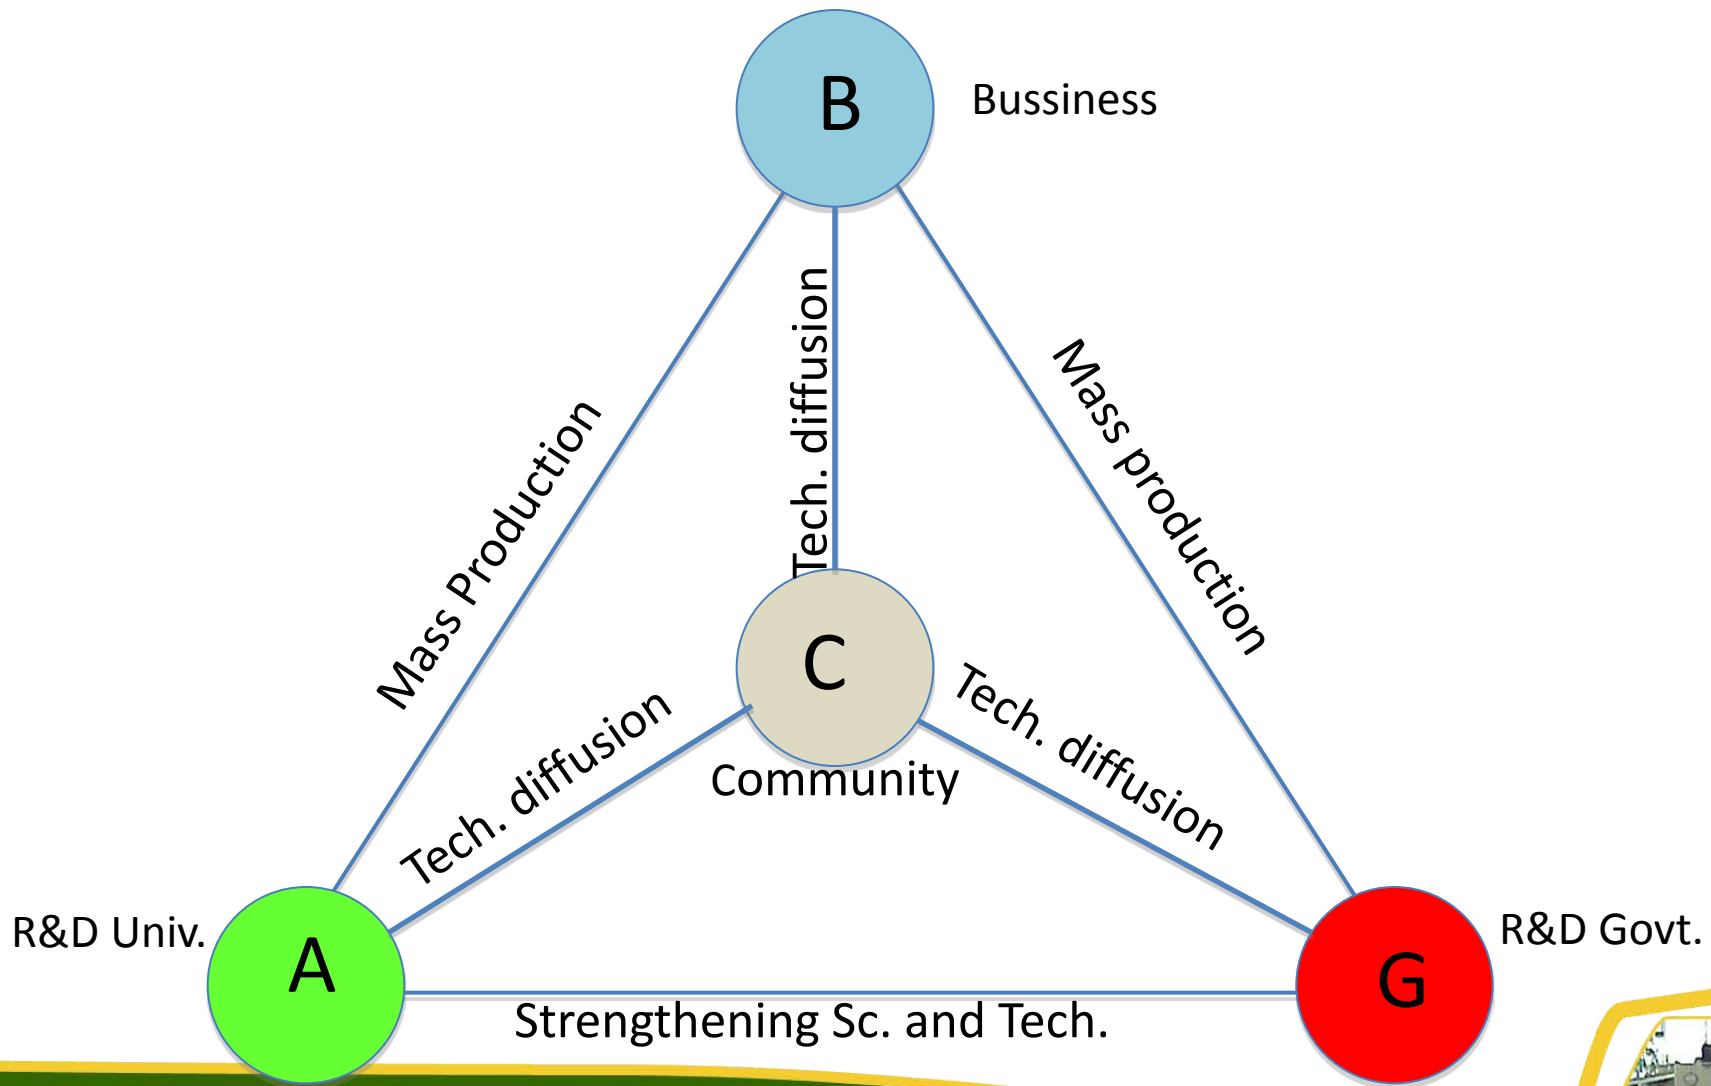 B
Bussiness
Tech. diffusion
Mass Production
Mass production
C
Community
Tech. diffusion
Tech. diffusion
R&D Univ.
A
G
R&D Govt.
Strengthening Sc. and Tech.